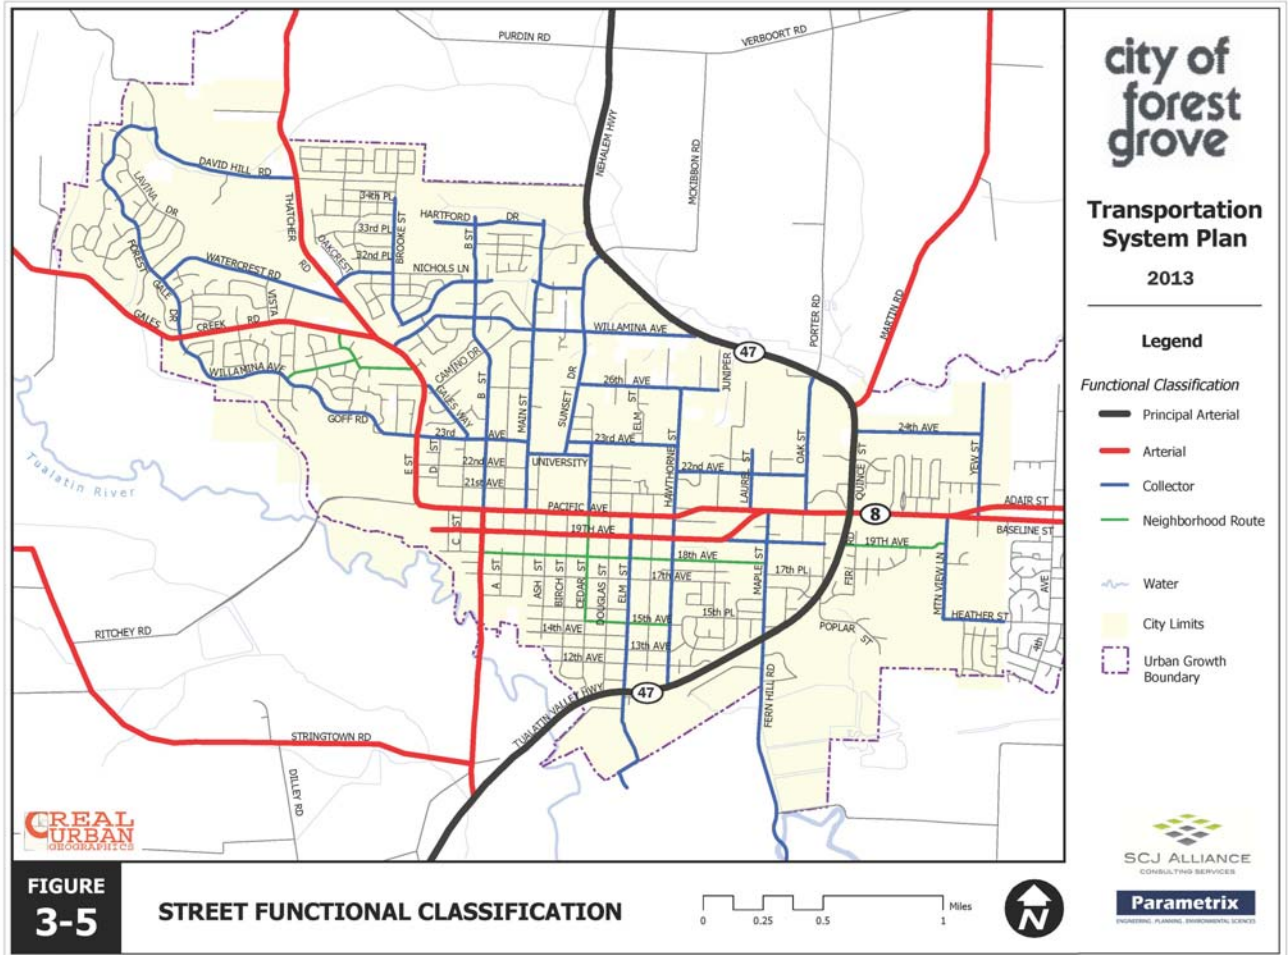 PURDIN RD
VERBOORT RD
NEHALEM HWY
MCKIBBON RD
DAVID HILL RD
LAVINA DR
THATCHER RD
34th PL
33rd PL
32nd PL
BROOKE ST
HARTFORD DR
B ST
OAKCREST
NICHOLS LN
FOREST GALE DR
WATERCREST RD
VISTA
GALES CREEK RD
WILLAMINA AVE
WILLAMINA AVE
PORTER RD
MARTIN RD
47
JUNIPER
CAMINO DR
GALES WAY
B ST
MAIN ST
SUNSET DR
26th AVE
ELM ST
GOFF RD
23rd AVE
23rd AVE
24th AVE
E ST
D ST
22nd AVE
21st AVE
UNIVERSITY
HAWTHORNE ST
22nd AVE
LAUREL ST
OAK ST
QUINCE ST
YEW ST
Tualatin River
PACIFIC AVE
8
ADAIR ST
BASELINE ST
C ST
19TH AVE
19TH AVE
18th AVE
17th AVE
17th PL
MAPLE ST
FIR RD
MTN VIEW LN
AVE
A ST
ASH ST
BIRCH ST
CEDAR ST
DOUGLAS ST
ELM ST
15th AVE
15th PL
14th AVE
13th AVE
12th AVE
POPLAR ST
HEATHER ST
4th
RITCHEY RD
47
TUALATIN VALLEY HWY
FERN HILL RD
STRINGTOWN RD
DILLEY RD
REAL
URBAN
GEOGRAPHICS
city of
forest
grove
Transportation
System Plan
2013
Legend
Functional Classification
Principal Arterial
Arterial
Collector
Neighborhood Route
Water
City Limits
Urban Growth
Boundary
SCJ ALLIANCE
CONSULTING SERVICES
Parametrix
ENGINEERING, PLANNING, ENVIRONMENTAL SCIENCES
FIGURE
3-5
STREET FUNCTIONAL CLASSIFICATION
0 0.25 0.5 1 Miles
N